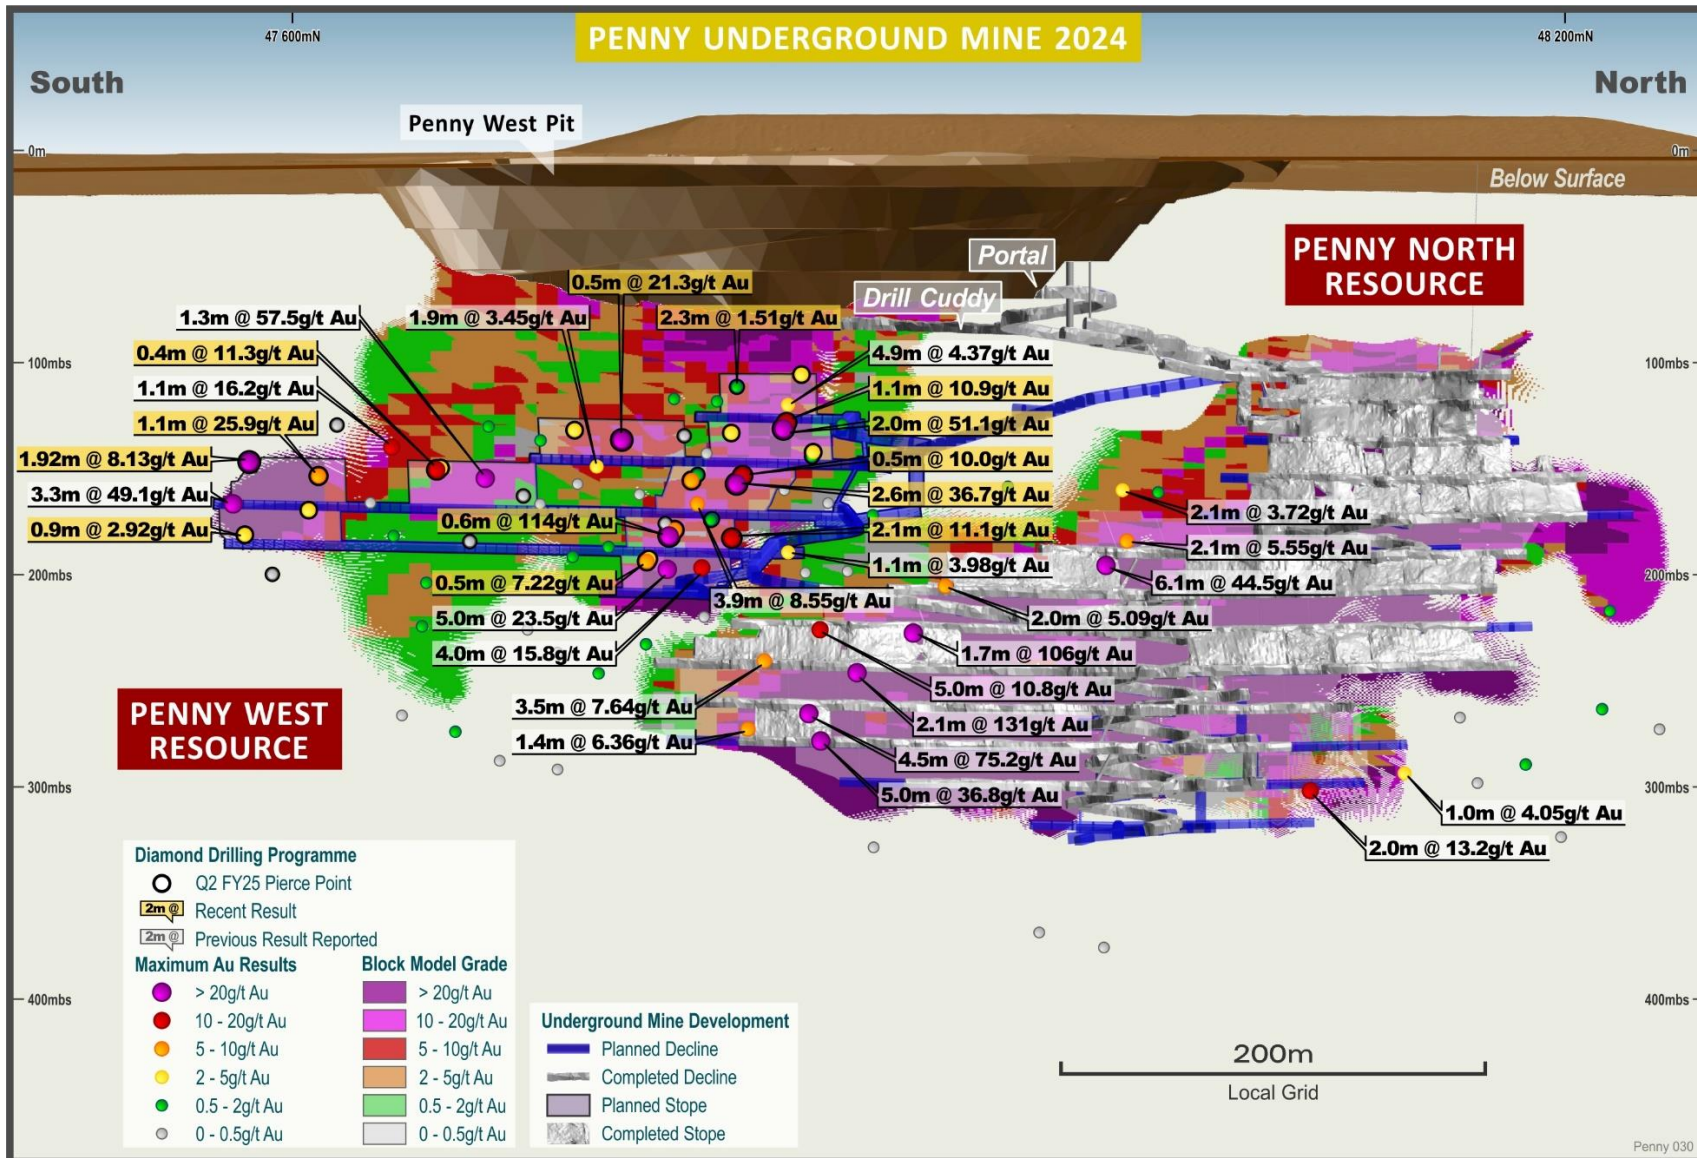 PENNY UNDERGROUND MINE 2024
47 600mN
48 200mN
South
North
Penny West Pit
0m
0m
Below Surface
Portal
Drill Cuddy
PENNY NORTH
RESOURCE
0.5m @ 21.3g/t Au
1.3m @ 57.5g/t Au
1.9m @ 3.45g/t Au
2.3m @ 1.51g/t Au
0.4m @ 11.3g/t Au
4.9m @ 4.37g/t Au
100mbs
100mbs
1.1m @ 16.2g/t Au
1.1m @ 10.9g/t Au
1.1m @ 25.9g/t Au
2.0m @ 51.1g/t Au
1.92m @ 8.13g/t Au
0.5m @ 10.0g/t Au
3.3m @ 49.1g/t Au
2.6m @ 36.7g/t Au
2.1m @ 3.72g/t Au
0.9m @ 2.92g/t Au
0.6m @ 114g/t Au
2.1m @ 11.1g/t Au
2.1m @ 5.55g/t Au
1.1m @ 3.98g/t Au
200mbs
200mbs
0.5m @ 7.22g/t Au
6.1m @ 44.5g/t Au
3.9m @ 8.55g/t Au
5.0m @ 23.5g/t Au
2.0m @ 5.09g/t Au
4.0m @ 15.8g/t Au
1.7m @ 106g/t Au
5.0m @ 10.8g/t Au
3.5m @ 7.64g/t Au
2.1m @ 131g/t Au
PENNY WEST
RESOURCE
1.4m @ 6.36g/t Au
4.5m @ 75.2g/t Au
300mbs
300mbs
5.0m @ 36.8g/t Au
1.0m @ 4.05g/t Au
2.0m @ 13.2g/t Au
Diamond Drilling Programme
Q2 FY25 Pierce Point
2m @
Recent Result
2m @
Previous Result Reported
Maximum Au Results
> 20g/t Au
10 - 20g/t Au
5 - 10g/t Au
2 - 5g/t Au
0.5 - 2g/t Au
0 - 0.5g/t Au
Block Model Grade
> 20g/t Au
10 - 20g/t Au
5 - 10g/t Au
2 - 5g/t Au
0.5 - 2g/t Au
0 - 0.5g/t Au
Underground Mine Development
Planned Decline
Completed Decline
Planned Stope
Completed Stope
400mbs
400mbs
200m
Local Grid
Penny 030